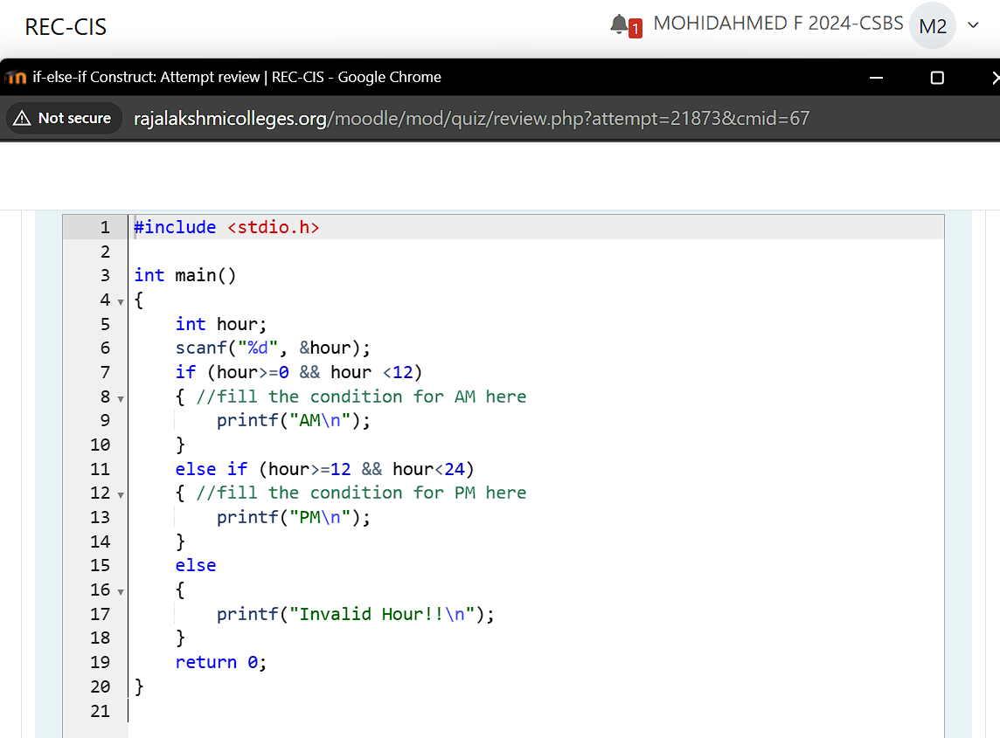 REC-CIS
1 MOHIDAHMED F 2024-CSBS M2
if-else-if Construct: Attempt review | REC-CIS - Google Chrome
Not secure rajalakshmicolleges.org/moodle/mod/quiz/review.php?attempt=21873&cmid=67
1 #include <stdio.h>
2
3 int main()
4 {
5 int hour;
6 scanf("%d", &hour);
7 if (hour>=0 && hour <12)
8 { //fill the condition for AM here
9 printf("AM\n");
10 }
11 else if (hour>=12 && hour<24)
12 { //fill the condition for PM here
13 printf("PM\n");
14 }
15 else
16 {
17 printf("Invalid Hour!!\n");
18 }
19 return 0;
20 }
21